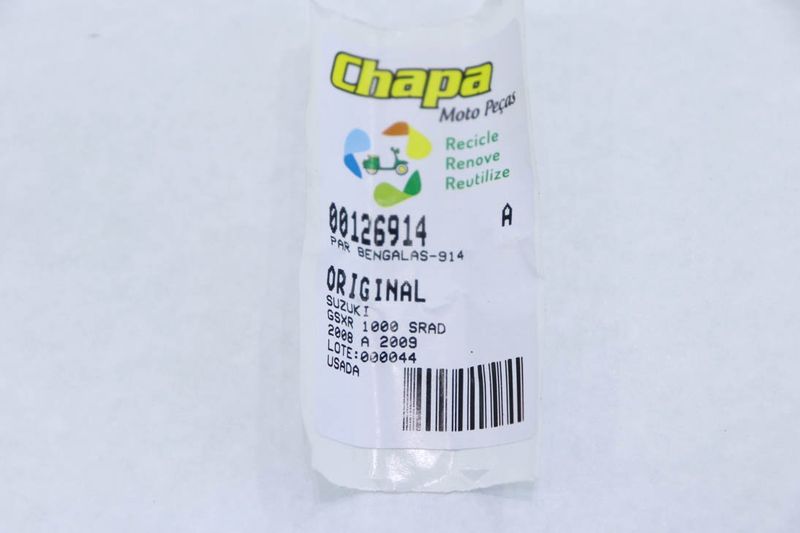 Chapa
Moto Peças
Recicle
Renove
Reutilize
00126914 A
PAR BENGALAS-914
ORIGINAL
SUZUKI
GSXR 1000 SRAD
2008 A 2009
LOTE:000044
USADA